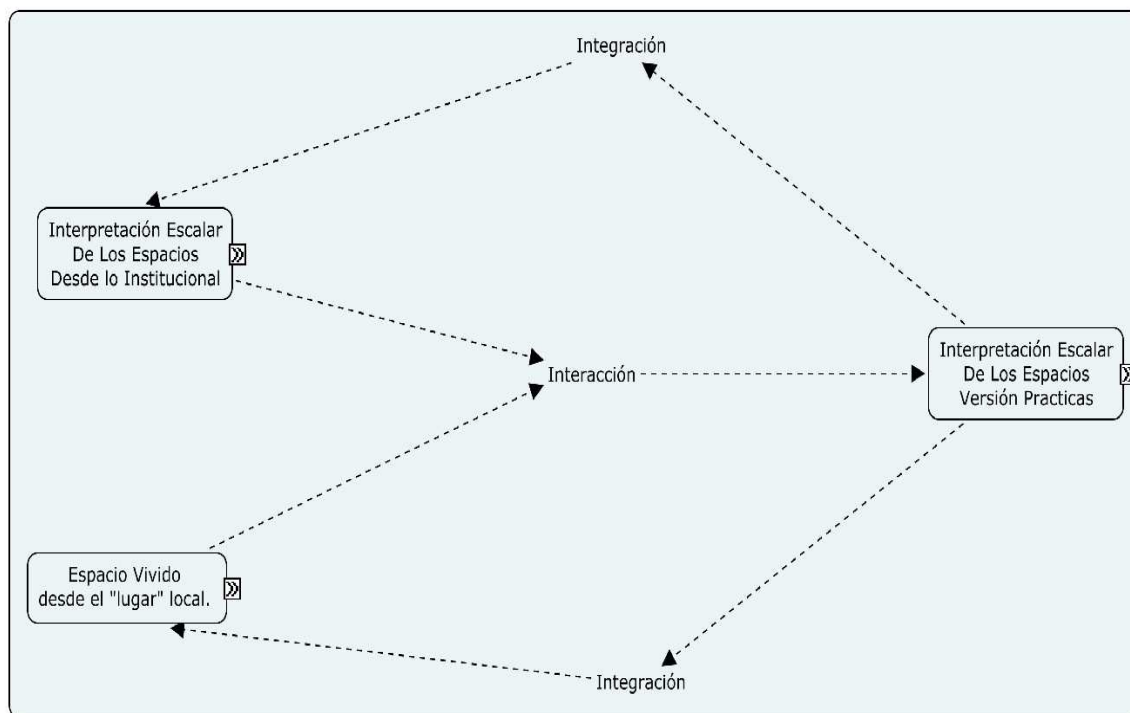 Integración
Interpretación Escalar
De Los Espacios
Desde lo Institucional
Interacción
Interpretación Escalar
De Los Espacios
Versión Practicas
Espacio Vivido
desde el "lugar" local.
Integración